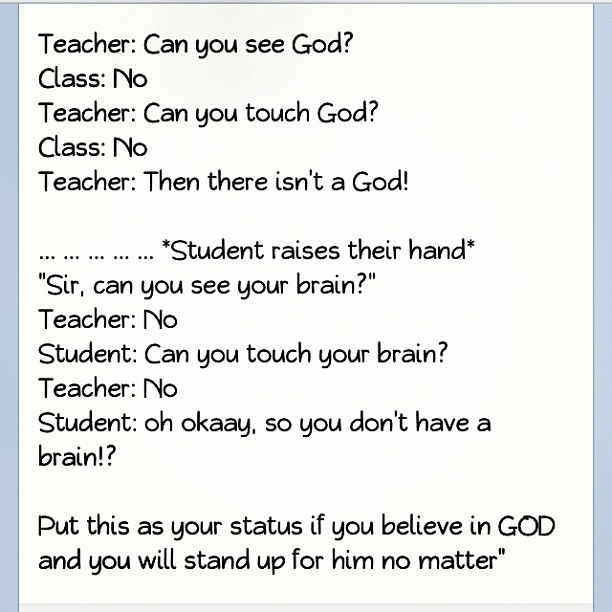 Teacher: Can you see God?
Class: No
Teacher: Can you touch God?
Class: No
Teacher: Then there isn't a God!
... ... ... ... ... *Student raises their hand*
"Sir, can you see your brain?"
Teacher: No
Student: Can you touch your brain?
Teacher: No
Student: oh okaay, so you don't have a
brain!?
Put this as your status if you believe in GOD
and you will stand up for him no matter"